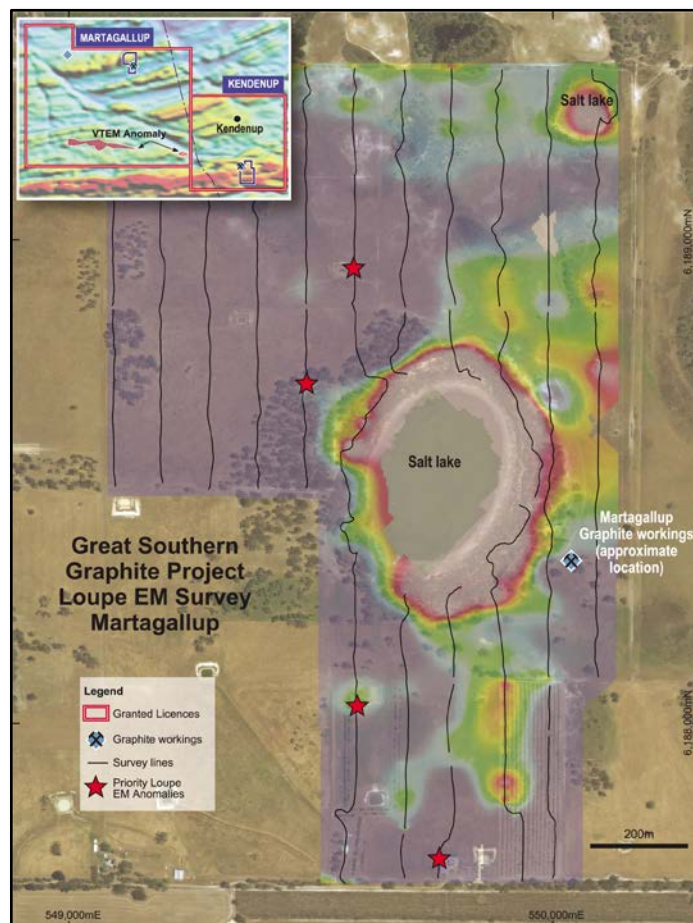 MARTAGALLUP
KENDENUP
Kendenup
VTEM Anomaly
Salt lake
6,189,000mN
Salt lake
Martagallup
Graphite workings
(approximate
location)
Great Southern
Graphite Project
Loupe EM Survey
Martagallup
Legend
Granted Licences
Graphite workings
Survey lines
Priority Loupe
EM Anomalies
6,188,000mN
200m
549,000mE
550,000mE